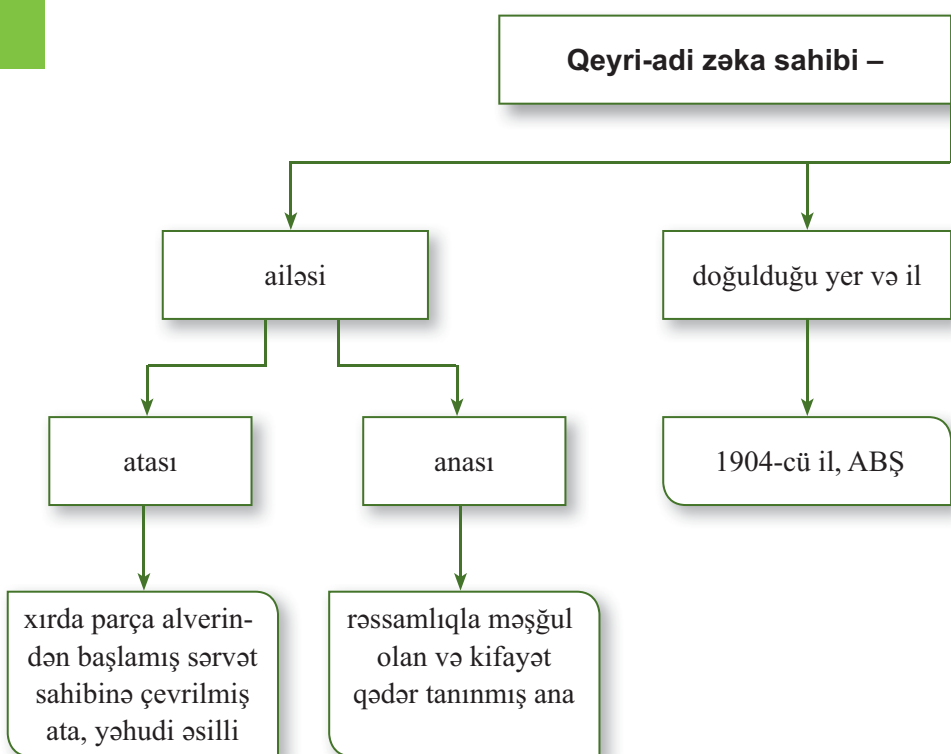 Qeyri-adi zəka sahibi –
ailəsi
doğulduğu yer və il
atası
anası
1904-cü il, ABŞ
xırda parça alverin-
dən başlamış sərvət
sahibinə çevrilmiş
ata, yəhudi əsilli
rəssamlıqla məşğul
olan və kifayət
qədər tanınmış ana